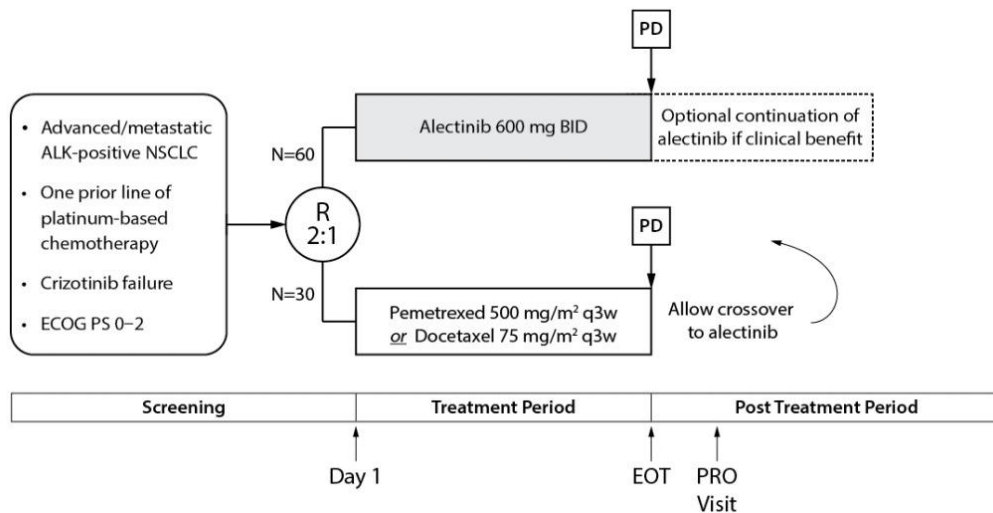 PD
Alectinib 600 mg BID
Optional continuation of
alectinib if clinical benefit
• Advanced/metastatic
ALK-positive NSCLC
• One prior line of
platinum-based
chemotherapy
• Crizotinib failure
• ECOG PS 0–2
N=60
R
2:1
N=30
PD
Pemetrexed 500 mg/m² q3w
or Docetaxel 75 mg/m² q3w
Allow crossover
to alectinib
Screening
Treatment Period
Post Treatment Period
Day 1
EOT
PRO
Visit